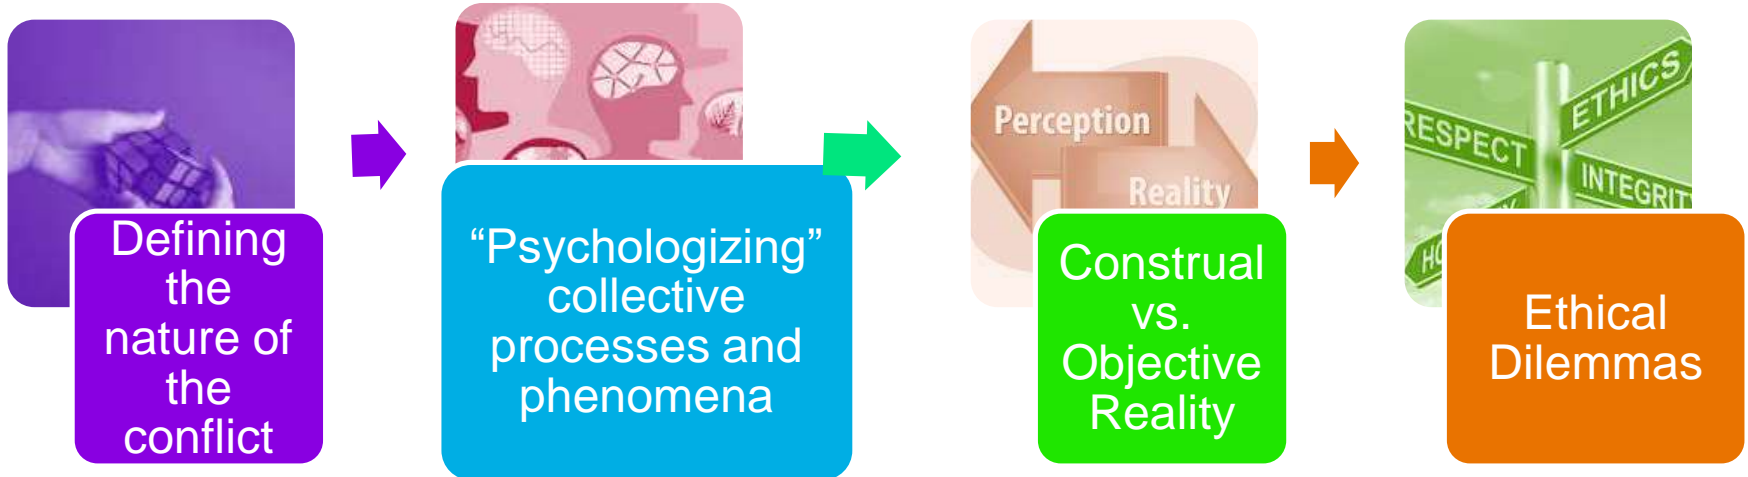 Defining
the
nature of
the
conflict
“Psychologizing”
collective
processes and
phenomena
Perception
Reality
Construal
vs.
Objective
Reality
ETHICS
RESPECT
INTEGRIT
Ethical
Dilemmas